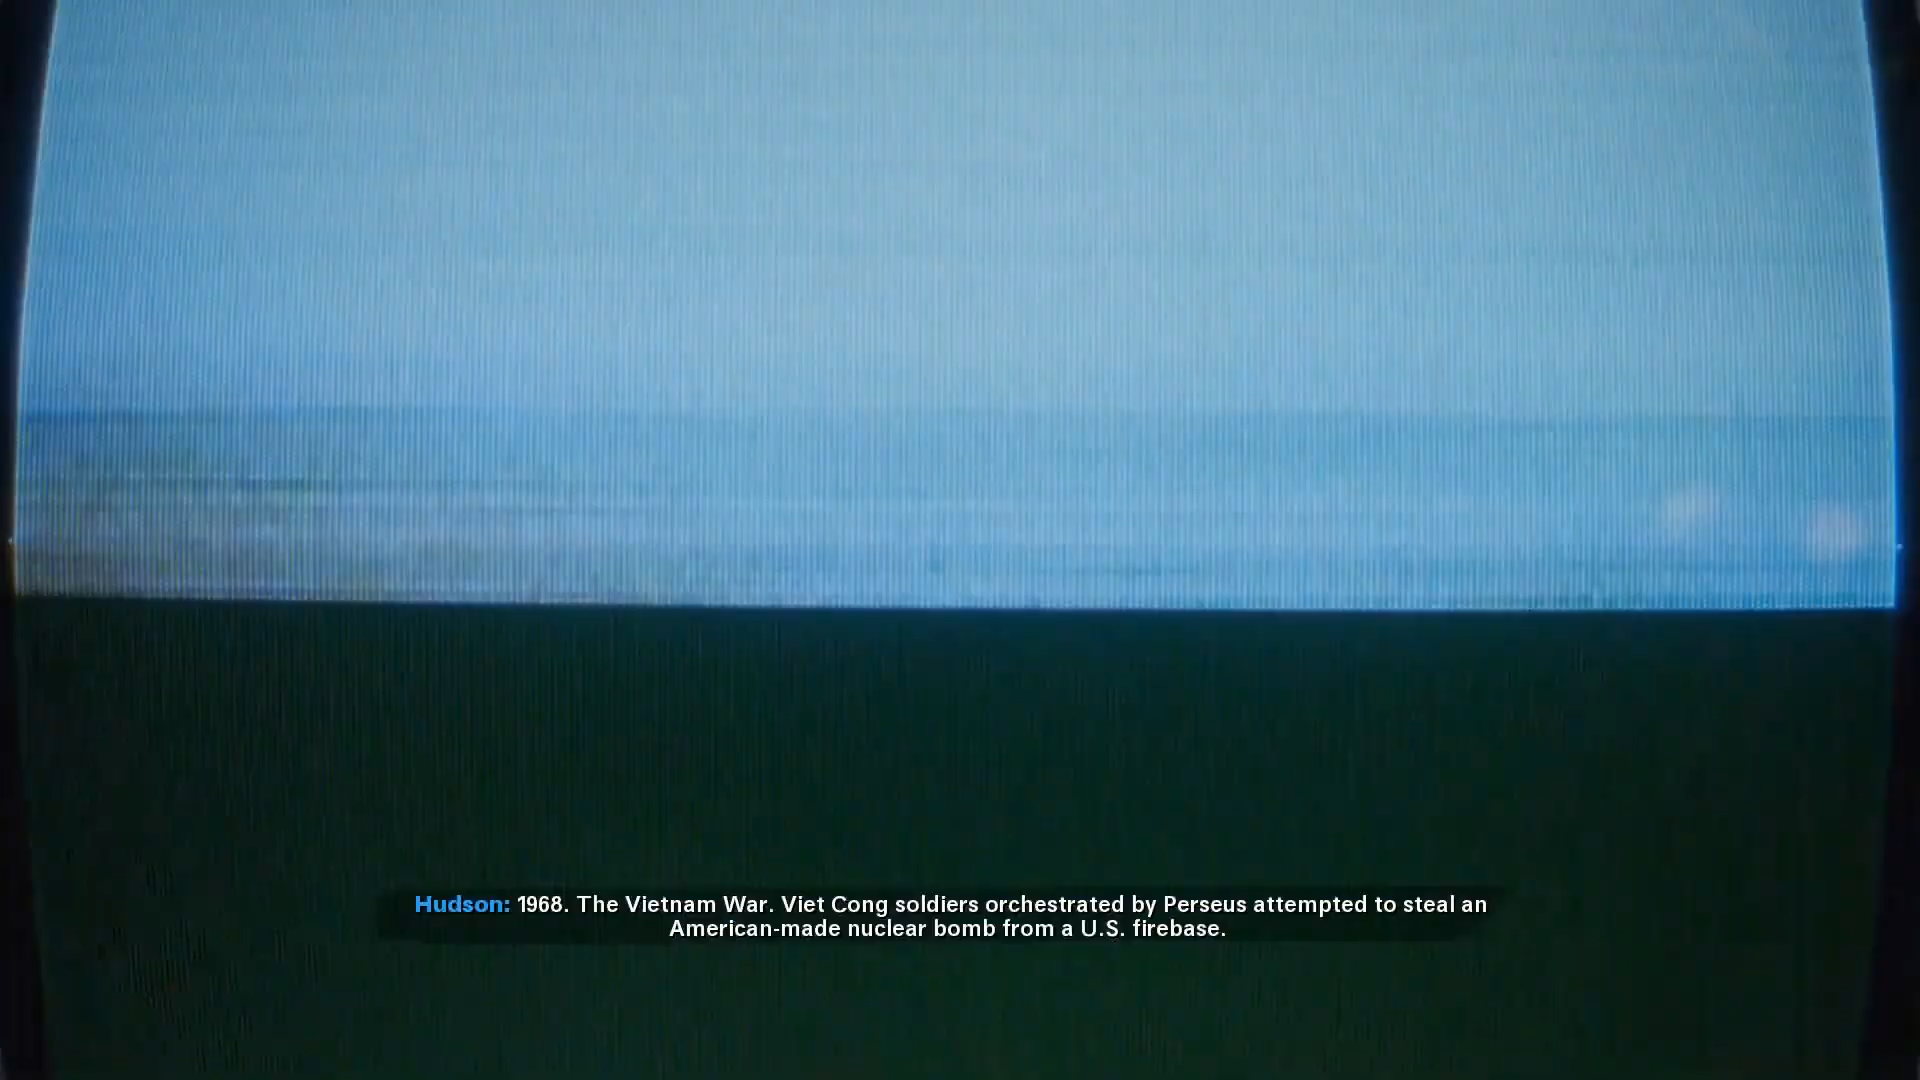 Hudson: 1968. The Vietnam War. Viet Cong soldiers orchestrated by Perseus attempted to steal an
American-made nuclear bomb from a U.S. firebase.